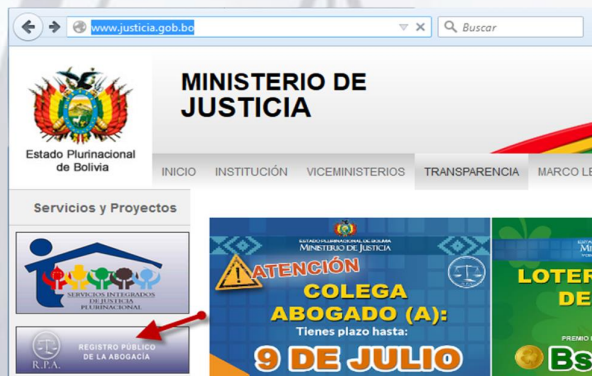 www.justicia.gob.bo
Buscar
MINISTERIO DE
JUSTICIA
Estado Plurinacional
de Bolivia
INICIO INSTITUCIÓN VICEMINISTERIOS TRANSPARENCIA MARCO LE
Servicios y Proyectos
SERVICIOS INTEGRADOS
DE JUSTICIA
PLURINACIONAL
R.P.A.
REGISTRO PÚBLICO
DE LA ABOGACÍA
ESTADO PLURINACIONAL DE BOLIVIA
MINISTERIO DE JUSTICIA
ATENCIÓN
COLEGA
ABOGADO (A):
Tienes plazo hasta:
9 DE JULIO
LOTER
DE
PREMIO
Bs